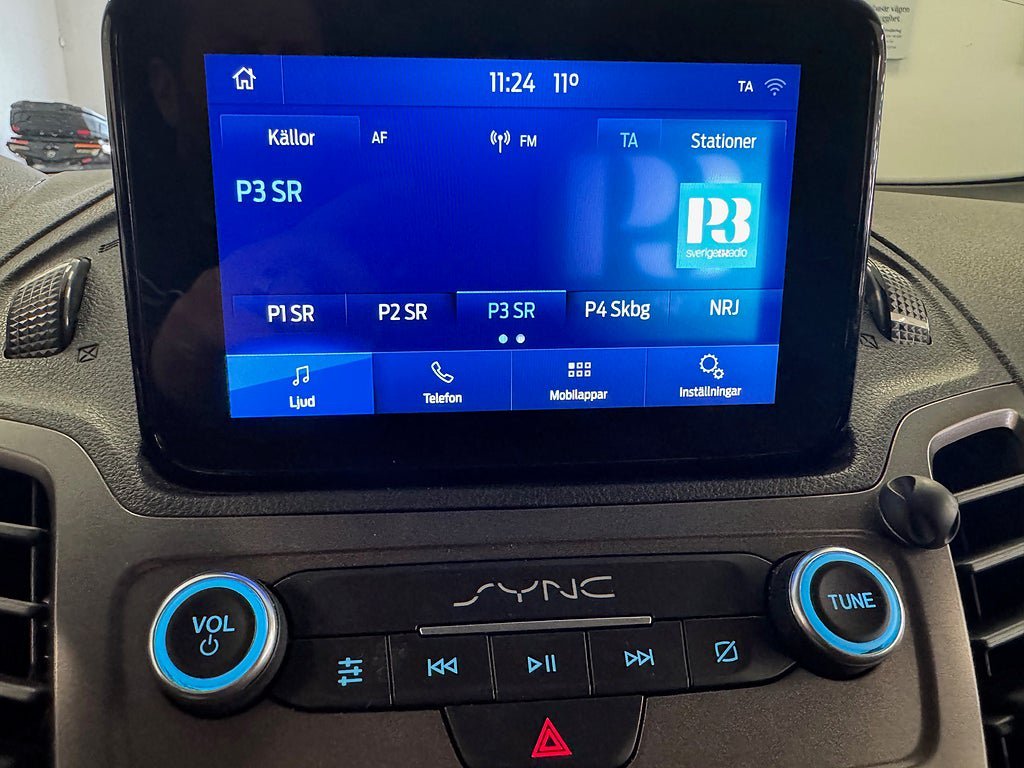 11:24 11º
TA
Källor
AF
FM
TA
Stationer
P3 SR
P3
sverigesradio
P1 SR
P2 SR
P3 SR
P4 Skbg
NRJ
Ljud
Telefon
Mobilappar
Inställningar
SYNC
VOL
TUNE